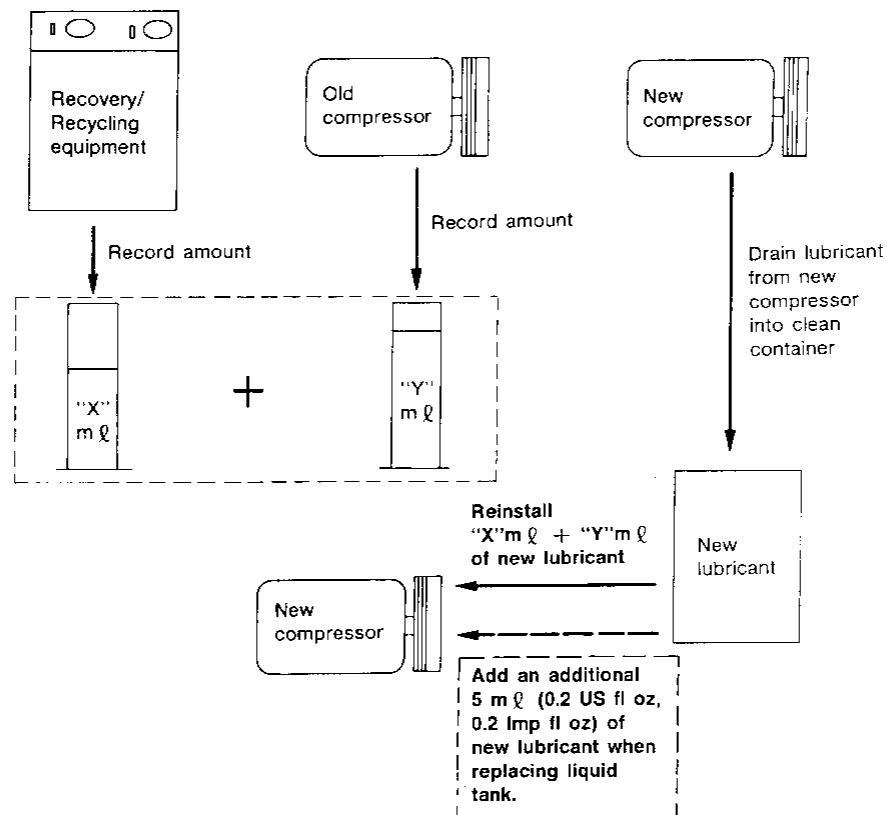 Recovery/
Recycling
equipment
Old
compressor
New
compressor
Record amount
Record amount
Drain lubricant
from new
compressor
into clean
container
"X"
mℓ
+
"Y"
mℓ
Reinstall
"X"mℓ + "Y"mℓ
of new lubricant
New
lubricant
New
compressor
Add an additional
5 mℓ (0.2 US fl oz,
0.2 Imp fl oz) of
new lubricant when
replacing liquid
tank.